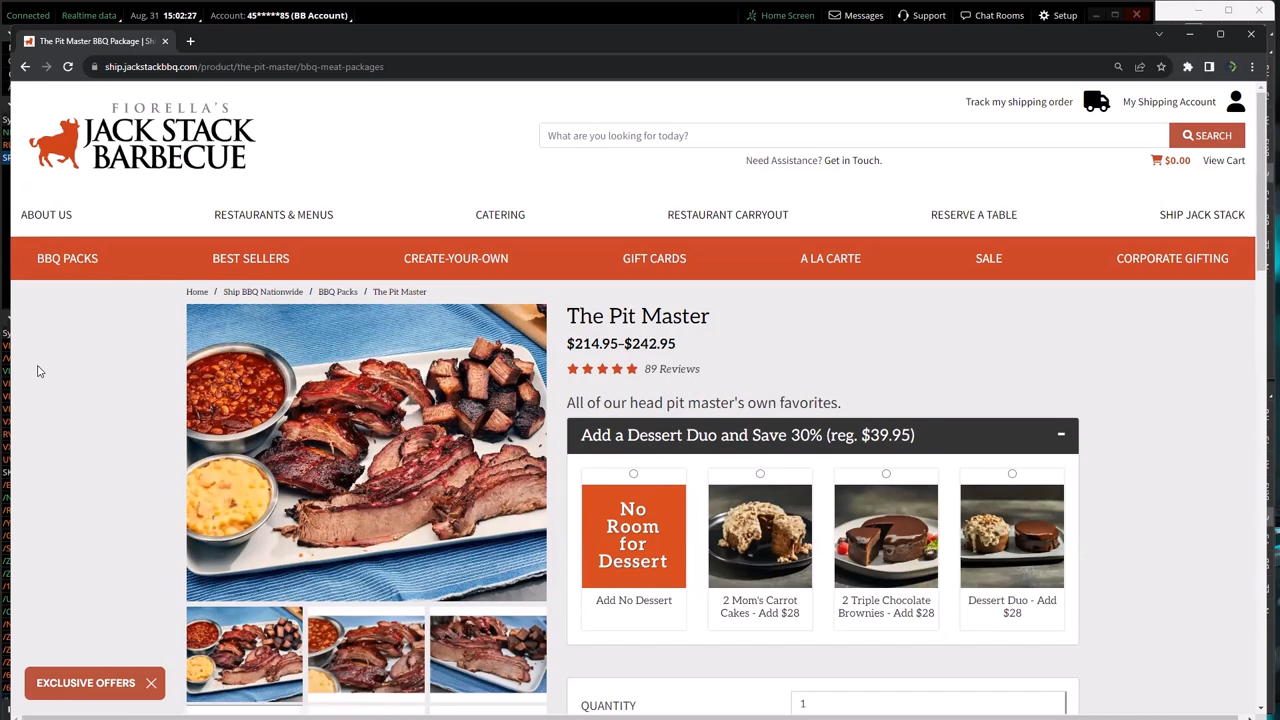 Connected Realtime data Aug, 31 15:02:27 Account: 45*****85 (BB Account) Home Screen Messages Support Chat Rooms Setup
The Pit Master BBQ Package | Shi
ship.jackstackbbq.com/product/the-pit-master/bbq-meat-packages
Track my shipping order My Shipping Account
FIORELLA'S
JACK STACK
BARBECUE
What are you looking for today? SEARCH
Need Assistance? Get in Touch. $0.00 View Cart
ABOUT US RESTAURANTS & MENUS CATERING RESTAURANT CARRYOUT RESERVE A TABLE SHIP JACK STACK
BBQ PACKS BEST SELLERS CREATE-YOUR-OWN GIFT CARDS A LA CARTE SALE CORPORATE GIFTING
Home / Ship BBQ Nationwide / BBQ Packs / The Pit Master
The Pit Master
$214.95–$242.95
89 Reviews
All of our head pit master's own favorites.
Add a Dessert Duo and Save 30% (reg. $39.95)
No
Room
for
Dessert
Add No Dessert
2 Mom's Carrot
Cakes - Add $28
2 Triple Chocolate
Brownies - Add $28
Dessert Duo - Add
$28
EXCLUSIVE OFFERS
QUANTITY 1